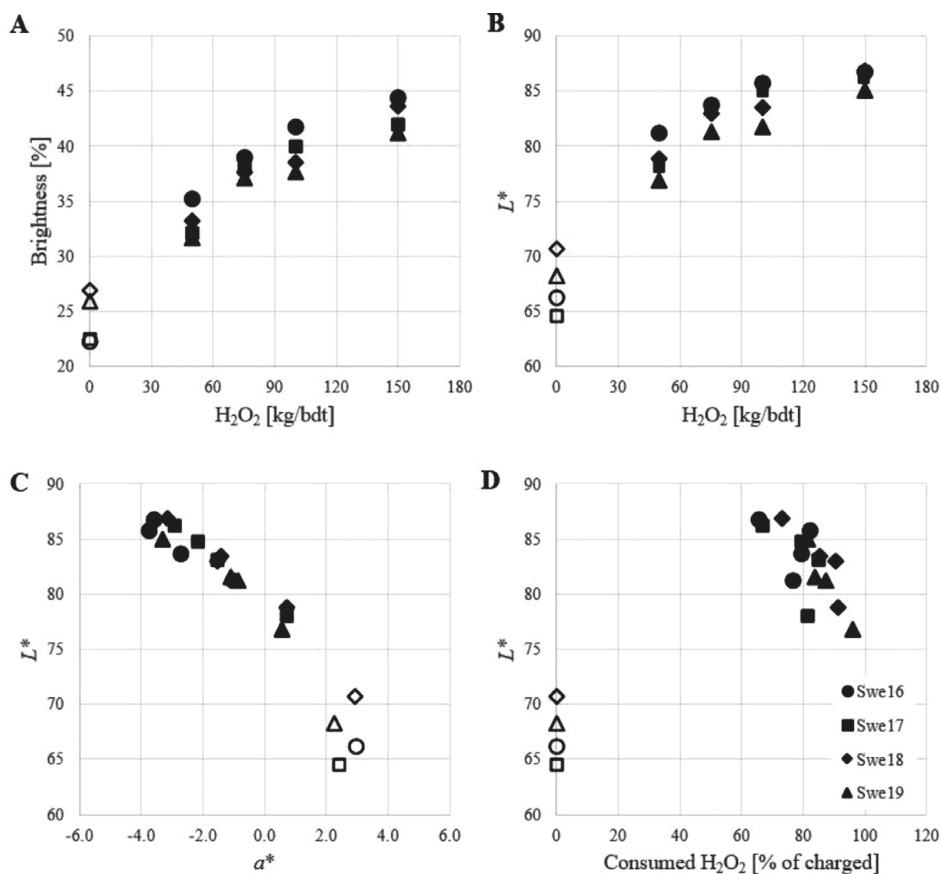 A
50
45
40
35
30
25
20
Brightness [%]
0 30 60 90 120 150 180
H₂O₂ [kg/bdt]
B
90
85
80
75
70
65
60
L*
0 30 60 90 120 150 180
H₂O₂ [kg/bdt]
C
90
85
80
75
70
65
60
L*
-6.0 -4.0 -2.0 0.0 2.0 4.0 6.0
a*
D
90
85
80
75
70
65
60
L*
Swe16
Swe17
Swe18
Swe19
0 20 40 60 80 100 120
Consumed H₂O₂ [% of charged]